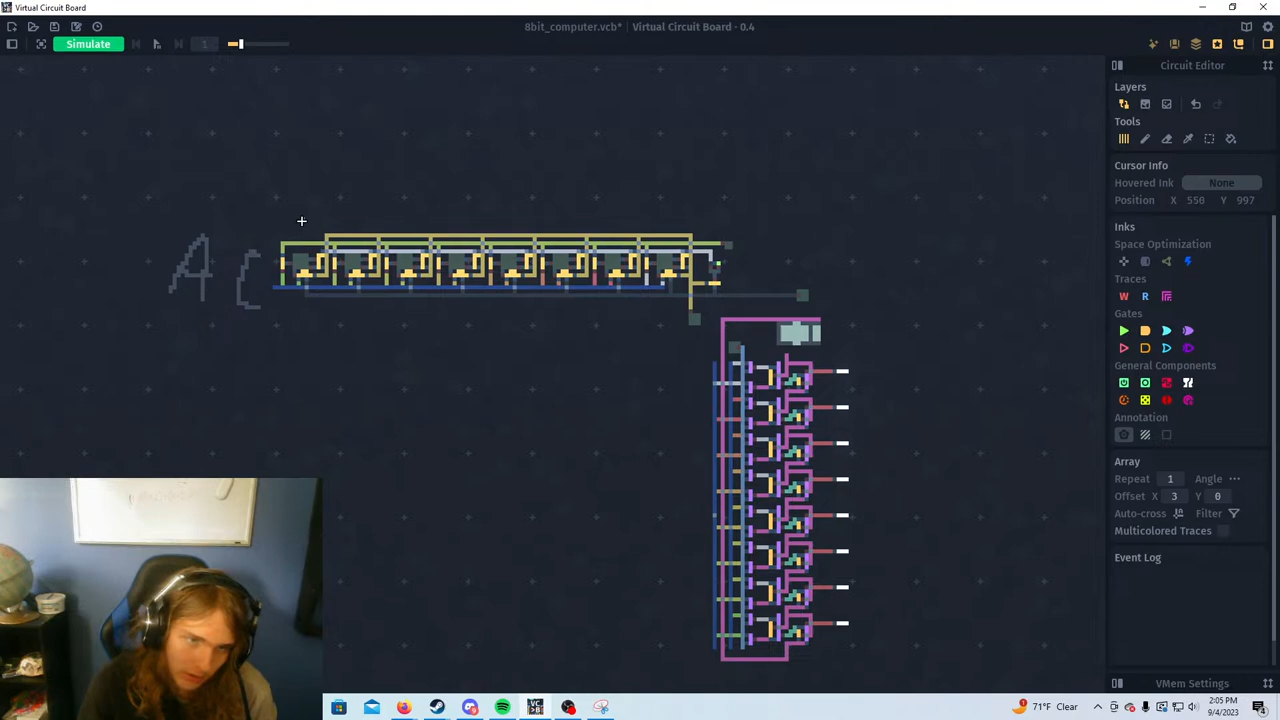 Virtual Circuit Board
8bit_computer.vcb* | Virtual Circuit Board - 0.4
Simulate
1
Circuit Editor
Layers
Tools
Cursor Info
Hovered Ink None
Position X 550 Y 997
Inks
Space Optimization
Traces
W R
Gates
General Components
Annotation
Array
Repeat 1 Angle ...
Offset X 3 Y 0
Auto-cross Filter
Multicolored Traces
Event Log
VMem Settings
AC
71°F Clear
2:05 PM
9/4/2023
4